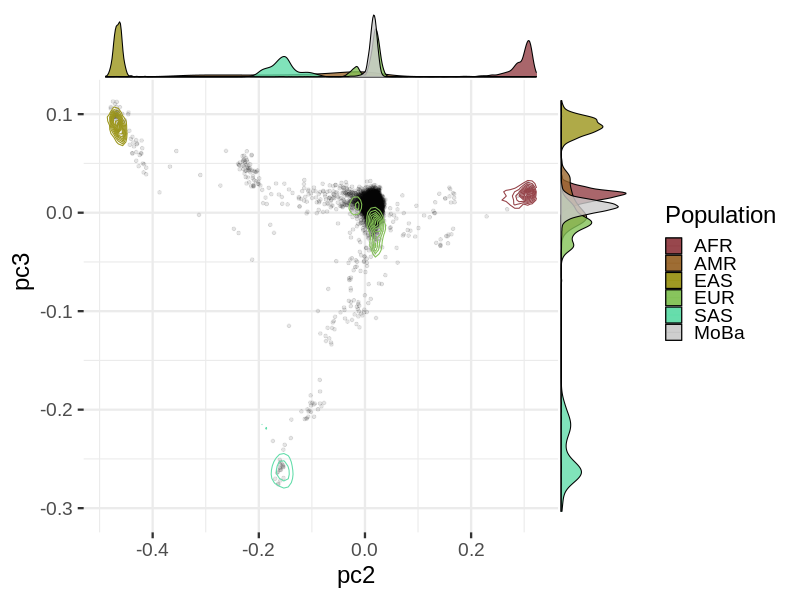 0.1
0.0
-0.1
-0.2
-0.3
pc3
-0.4
-0.2
0.0
0.2
pc2
Population
AFR
AMR
EAS
EUR
SAS
MoBa